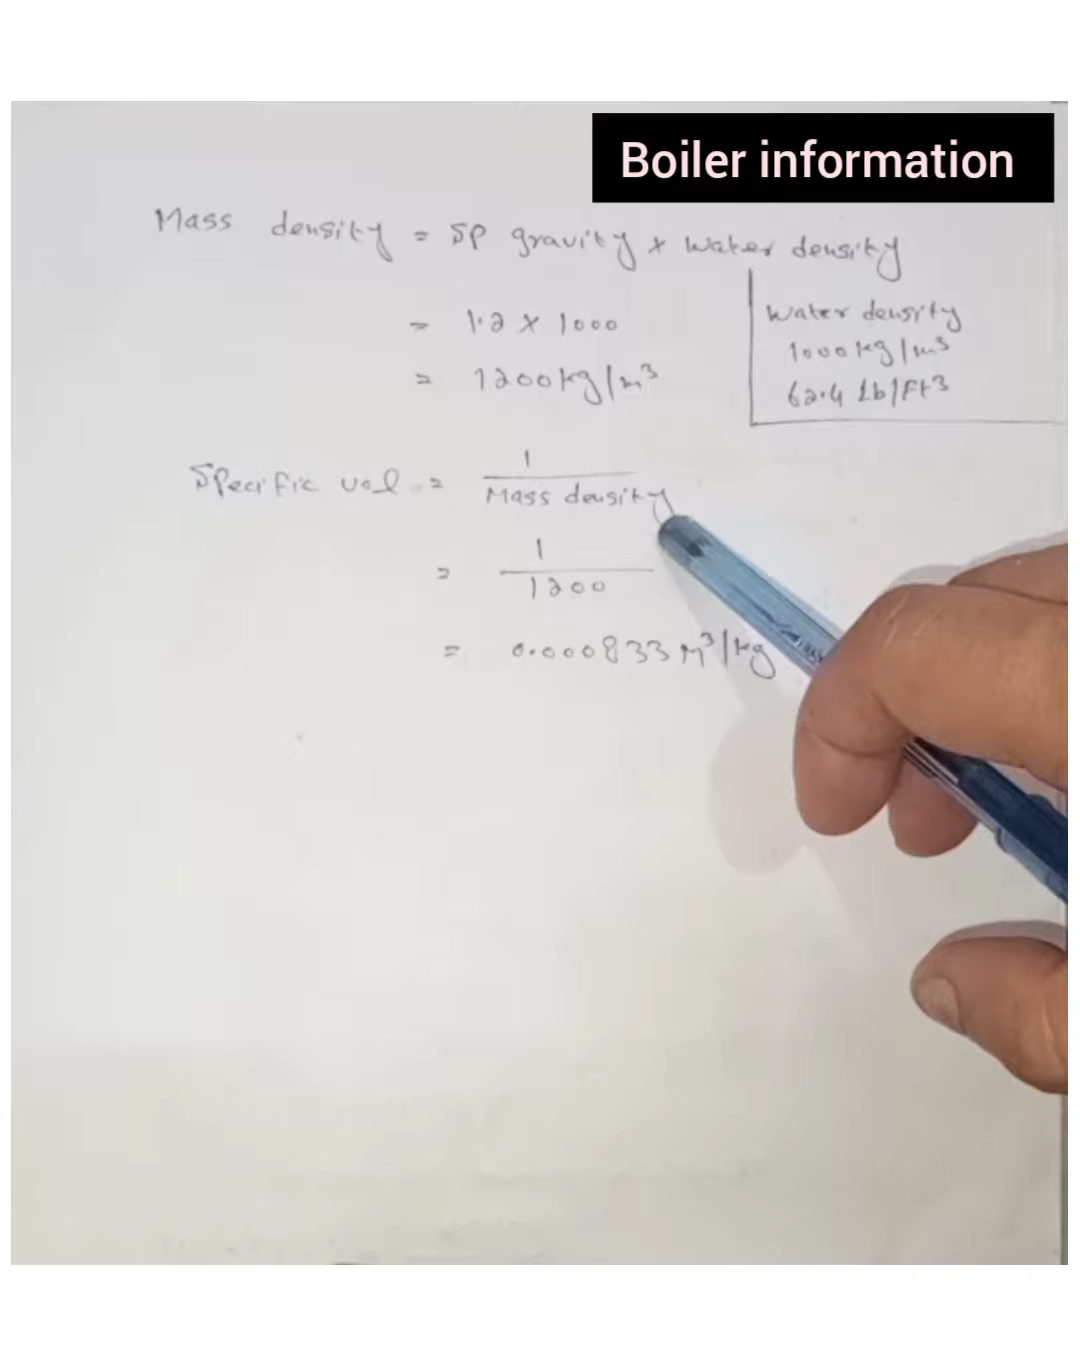 Boiler information
Mass density = SP gravity x Water density
= 1.2 x 1000
= 1200 kg/m³
Water density
1000 kg/m³
62.4 Lb/Ft³
Specific vol = 1
Mass density
= 1
1200
= 0.000833 M³/kg